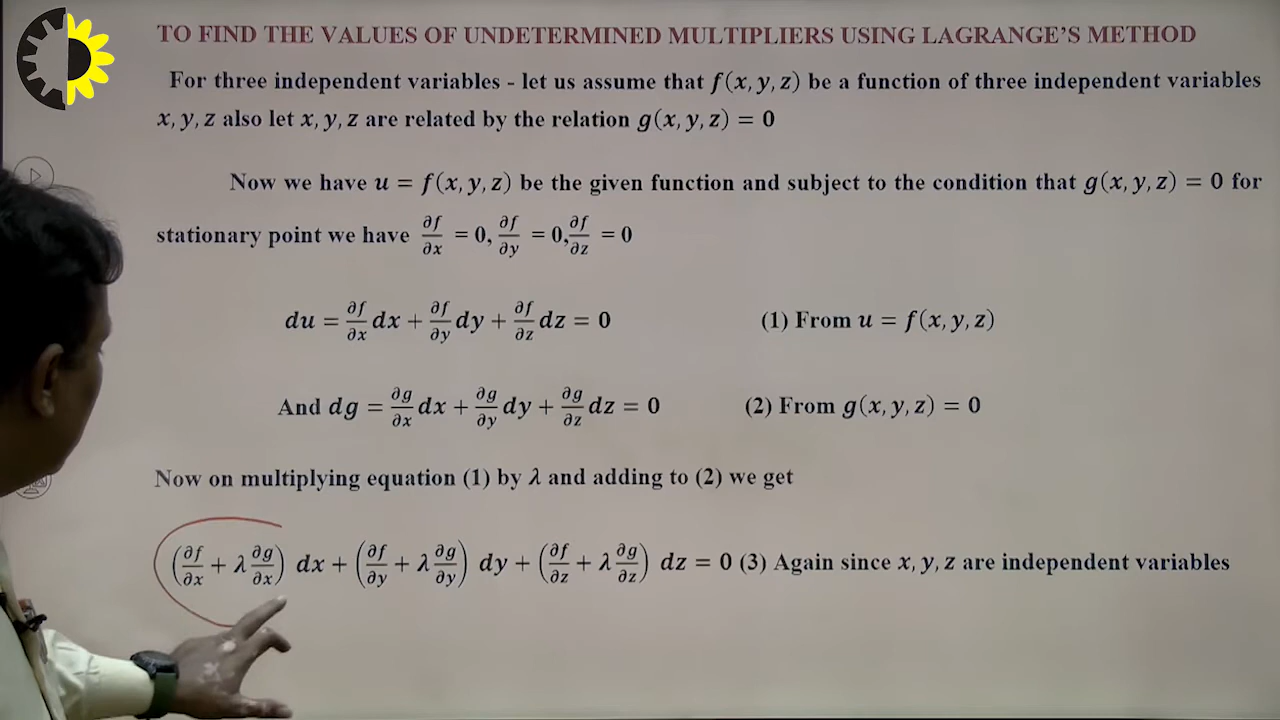 TO FIND THE VALUES OF UNDETERMINED MULTIPLIERS USING LAGRANGE'S METHOD
For three independent variables - let us assume that f(x, y, z) be a function of three independent variables
x, y, z also let x, y, z are related by the relation g(x, y, z) = 0
Now we have u = f(x, y, z) be the given function and subject to the condition that g(x, y, z) = 0 for
stationary point we have ∂f/∂x = 0, ∂f/∂y = 0, ∂f/∂z = 0
du = ∂f/∂x dx + ∂f/∂y dy + ∂f/∂z dz = 0 (1) From u = f(x, y, z)
And dg = ∂g/∂x dx + ∂g/∂y dy + ∂g/∂z dz = 0 (2) From g(x, y, z) = 0
Now on multiplying equation (1) by λ and adding to (2) we get
(∂f/∂x + λ ∂g/∂x) dx + (∂f/∂y + λ ∂g/∂y) dy + (∂f/∂z + λ ∂g/∂z) dz = 0 (3) Again since x, y, z are independent variables